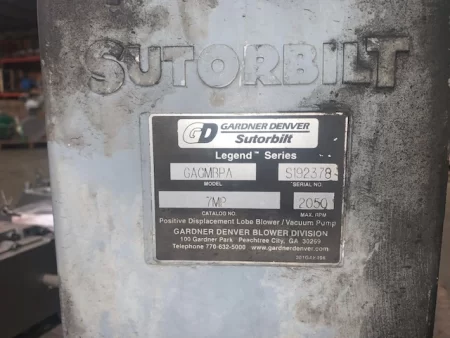 SUTORBILT
GD GARDNER DENVER
Sutorbilt
Legend™ Series
GACMBPA S192378
MODEL SERIAL NO.
7MP 2050
CATALOG NO. MAX. RPM
Positive Displacement Lobe Blower / Vacuum Pump
GARDNER DENVER BLOWER DIVISION
100 Gardner Park Peachtree City, GA 30269
Telephone 770-632-5000 www.gardnerdenver.com